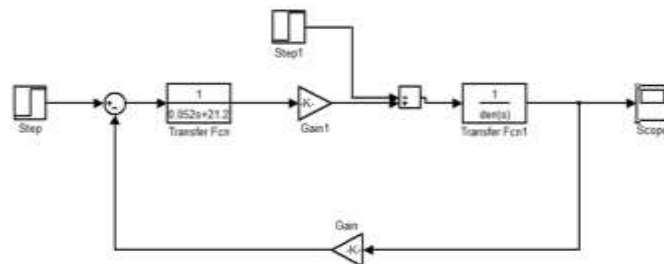 Step1
Step
+
-
1
0.052s+21.2
Transfer Fcn
-K-
Gain1
+
+
1
den(s)
Transfer Fcn1
Scope
Gain
-K-